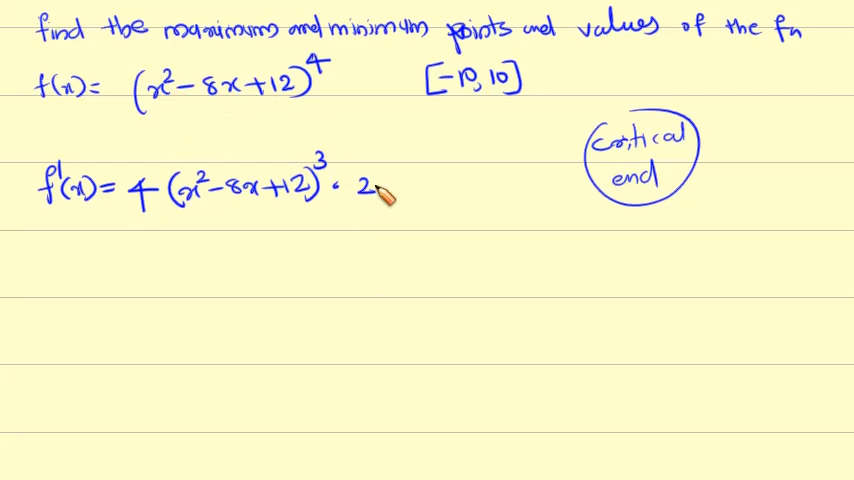 find the maximum and minimum points and values of the fn
f(x) = (x² - 8x + 12)⁴ [-10, 10]
critical
end
f'(x) = 4 (x² - 8x + 12)³ · 2